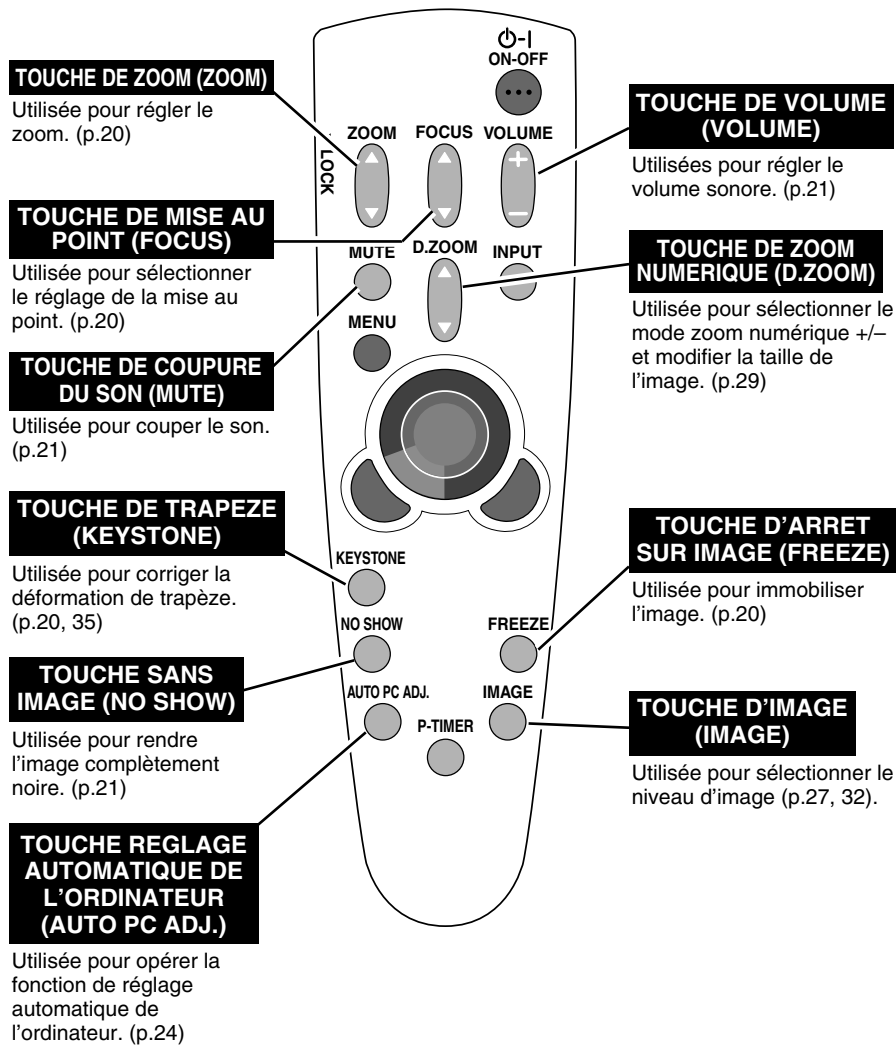 TOUCHE DE ZOOM (ZOOM)
Utilisée pour régler le
zoom. (p.20)
TOUCHE DE MISE AU
POINT (FOCUS)
Utilisée pour sélectionner
le réglage de la mise au
point. (p.20)
TOUCHE DE COUPURE
DU SON (MUTE)
Utilisée pour couper le son.
(p.21)
TOUCHE DE TRAPEZE
(KEYSTONE)
Utilisée pour corriger la
déformation de trapèze.
(p.20, 35)
TOUCHE SANS
IMAGE (NO SHOW)
Utilisée pour rendre
l'image complètement
noire. (p.21)
TOUCHE REGLAGE
AUTOMATIQUE DE
L'ORDINATEUR
(AUTO PC ADJ.)
Utilisée pour opérer la
fonction de réglage
automatique de
l'ordinateur. (p.24)
ON-OFF
ZOOM FOCUS VOLUME
LOCK
MUTE D.ZOOM INPUT
MENU
KEYSTONE
NO SHOW FREEZE
AUTO PC ADJ. IMAGE
P-TIMER
TOUCHE DE VOLUME
(VOLUME)
Utilisées pour régler le
volume sonore. (p.21)
TOUCHE DE ZOOM
NUMERIQUE (D.ZOOM)
Utilisée pour sélectionner le
mode zoom numérique +/–
et modifier la taille de
l'image. (p.29)
TOUCHE D'ARRET
SUR IMAGE (FREEZE)
Utilisée pour immobiliser
l'image. (p.20)
TOUCHE D'IMAGE
(IMAGE)
Utilisée pour sélectionner le
niveau d'image (p.27, 32).